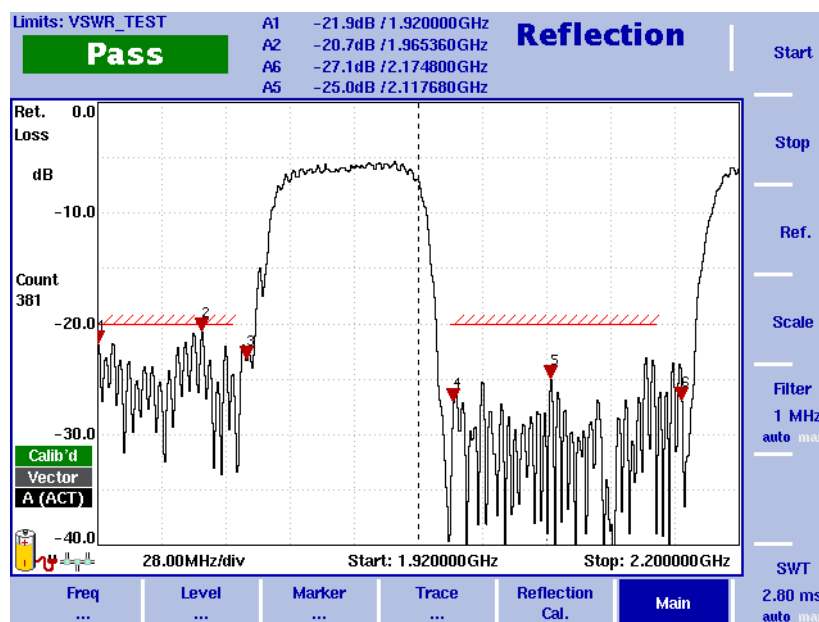 Limits: VSWR_TEST
Pass
A1 -21.9dB / 1.920000GHz
A2 -20.7dB / 1.965360GHz
A6 -27.1dB / 2.174800GHz
A5 -25.0dB / 2.117680GHz
Reflection
Start
Stop
Ref.
Scale
Filter
1 MHz
auto
SWT
2.80 ms
auto
Ret. Loss
dB
0.0
-10.0
Count
381
-20.0
-30.0
Calib'd
Vector
A (ACT)
-40.0
1
2
3
4
5
6
28.00MHz/div
Start: 1.920000GHz
Stop: 2.200000GHz
Freq
...
Level
...
Marker
...
Trace
...
Reflection
Cal.
Main